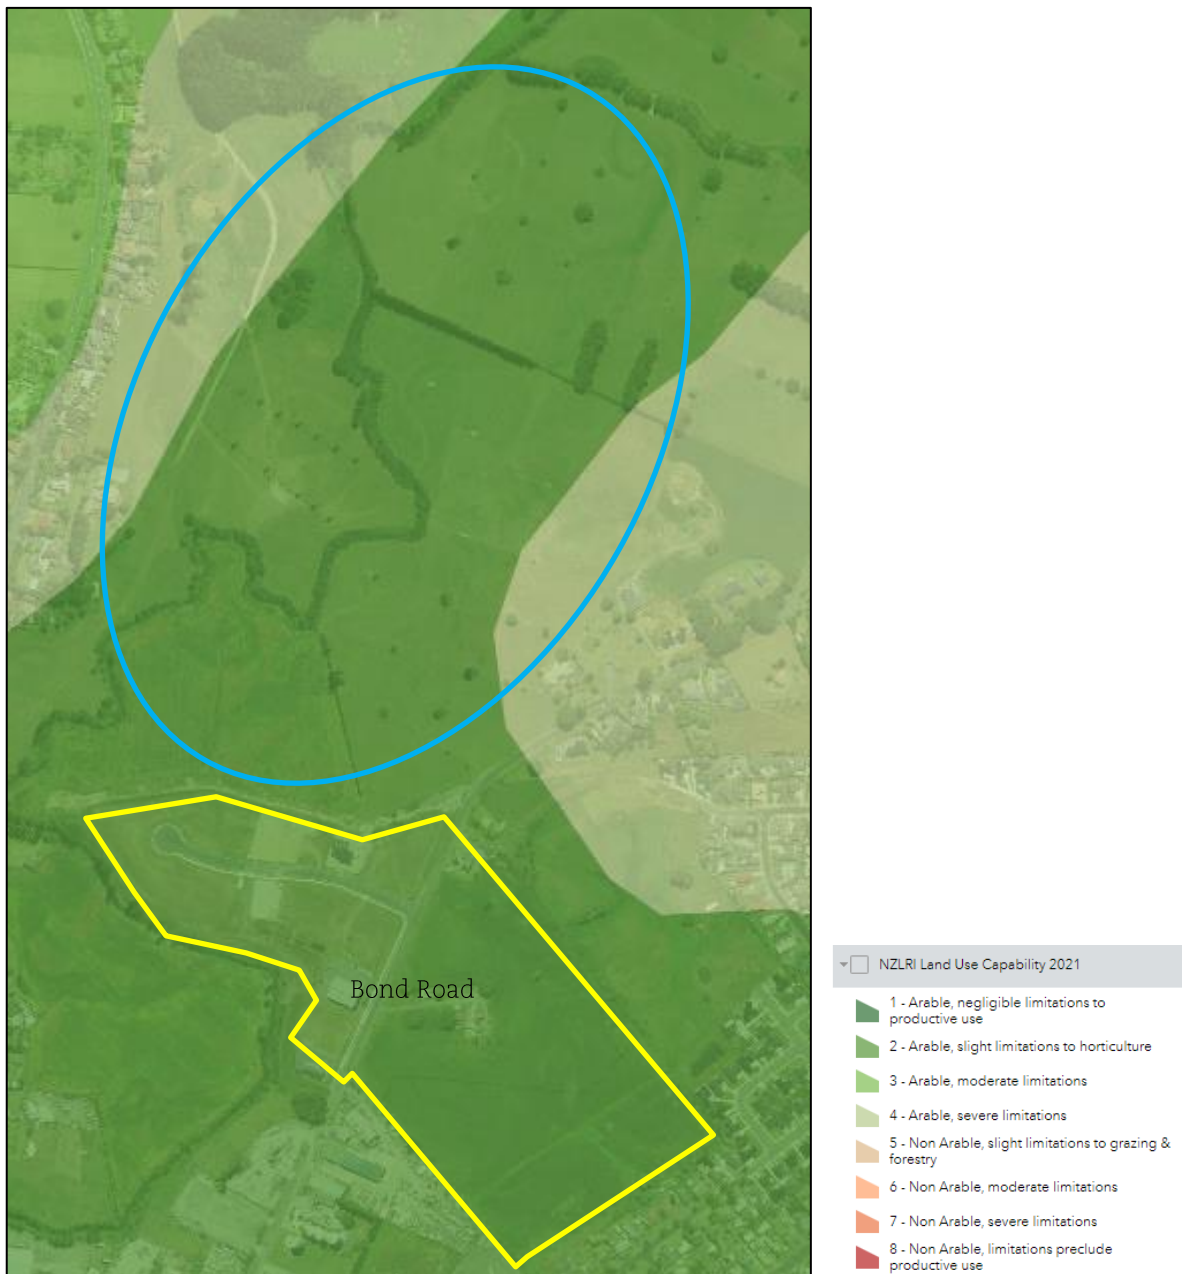 Bond Road
NZLRI Land Use Capability 2021
1 - Arable, negligible limitations to
productive use
2 - Arable, slight limitations to horticulture
3 - Arable, moderate limitations
4 - Arable, severe limitations
5 - Non Arable, slight limitations to grazing &
forestry
6 - Non Arable, moderate limitations
7 - Non Arable, severe limitations
8 - Non Arable, limitations preclude
productive use